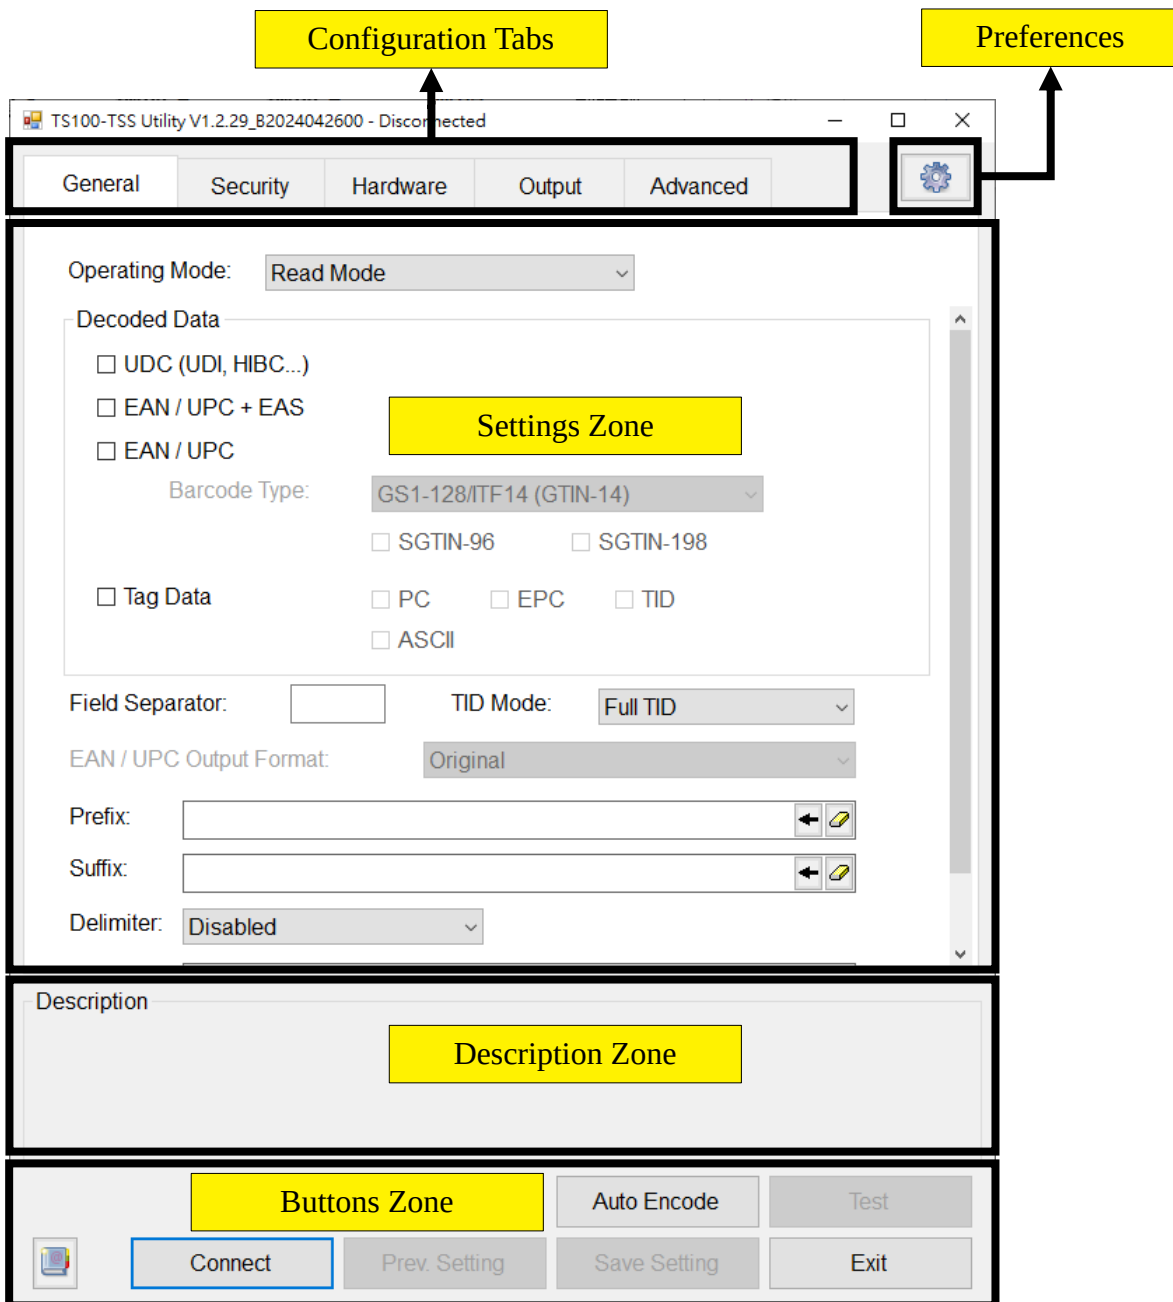 Configuration Tabs
Preferences
TS100-TSS Utility V1.2.29_B2024042600 - Disconnected
General Security Hardware Output Advanced
Operating Mode: Read Mode
Decoded Data
UDC (UDI, HIBC...)
EAN / UPC + EAS
Settings Zone
EAN / UPC
Barcode Type: GS1-128/ITF14 (GTIN-14)
SGTIN-96 SGTIN-198
Tag Data PC EPC TID
ASCII
Field Separator: TID Mode: Full TID
EAN / UPC Output Format: Original
Prefix:
Suffix:
Delimiter: Disabled
Description
Description Zone
Buttons Zone
Auto Encode Test
Connect Prev. Setting Save Setting Exit